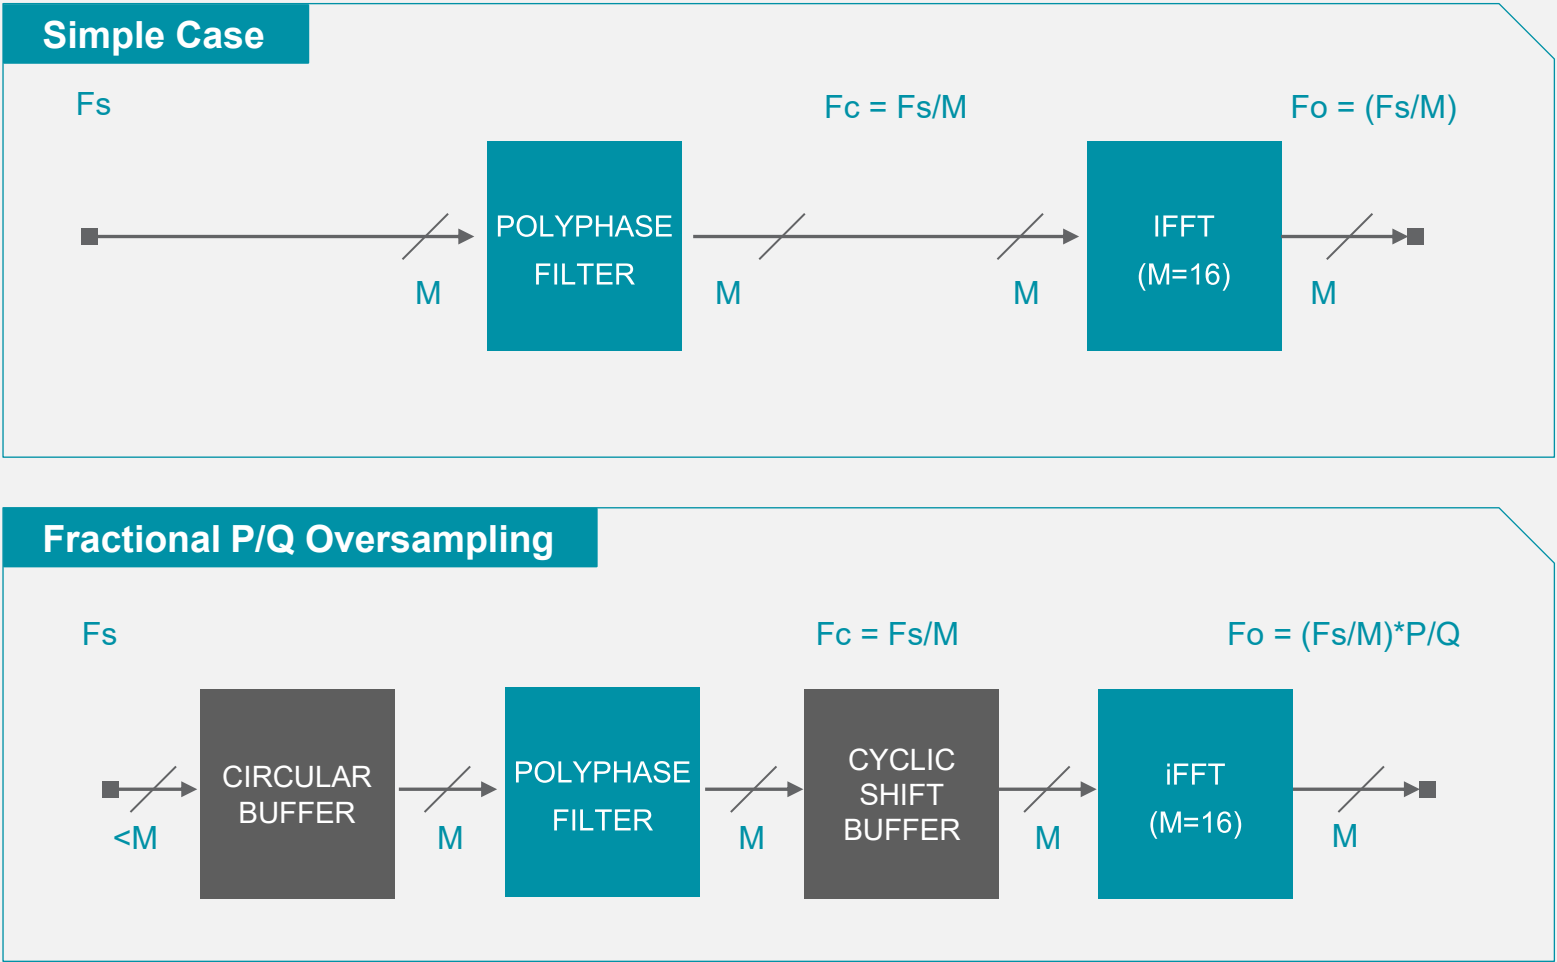 Simple Case
Fs
Fc = Fs/M
Fo = (Fs/M)
POLYPHASE
FILTER
IFFT
(M=16)
M
M
M
M
Fractional P/Q Oversampling
Fs
Fc = Fs/M
Fo = (Fs/M)*P/Q
CIRCULAR
BUFFER
POLYPHASE
FILTER
CYCLIC
SHIFT
BUFFER
iFFT
(M=16)
<M
M
M
M
M